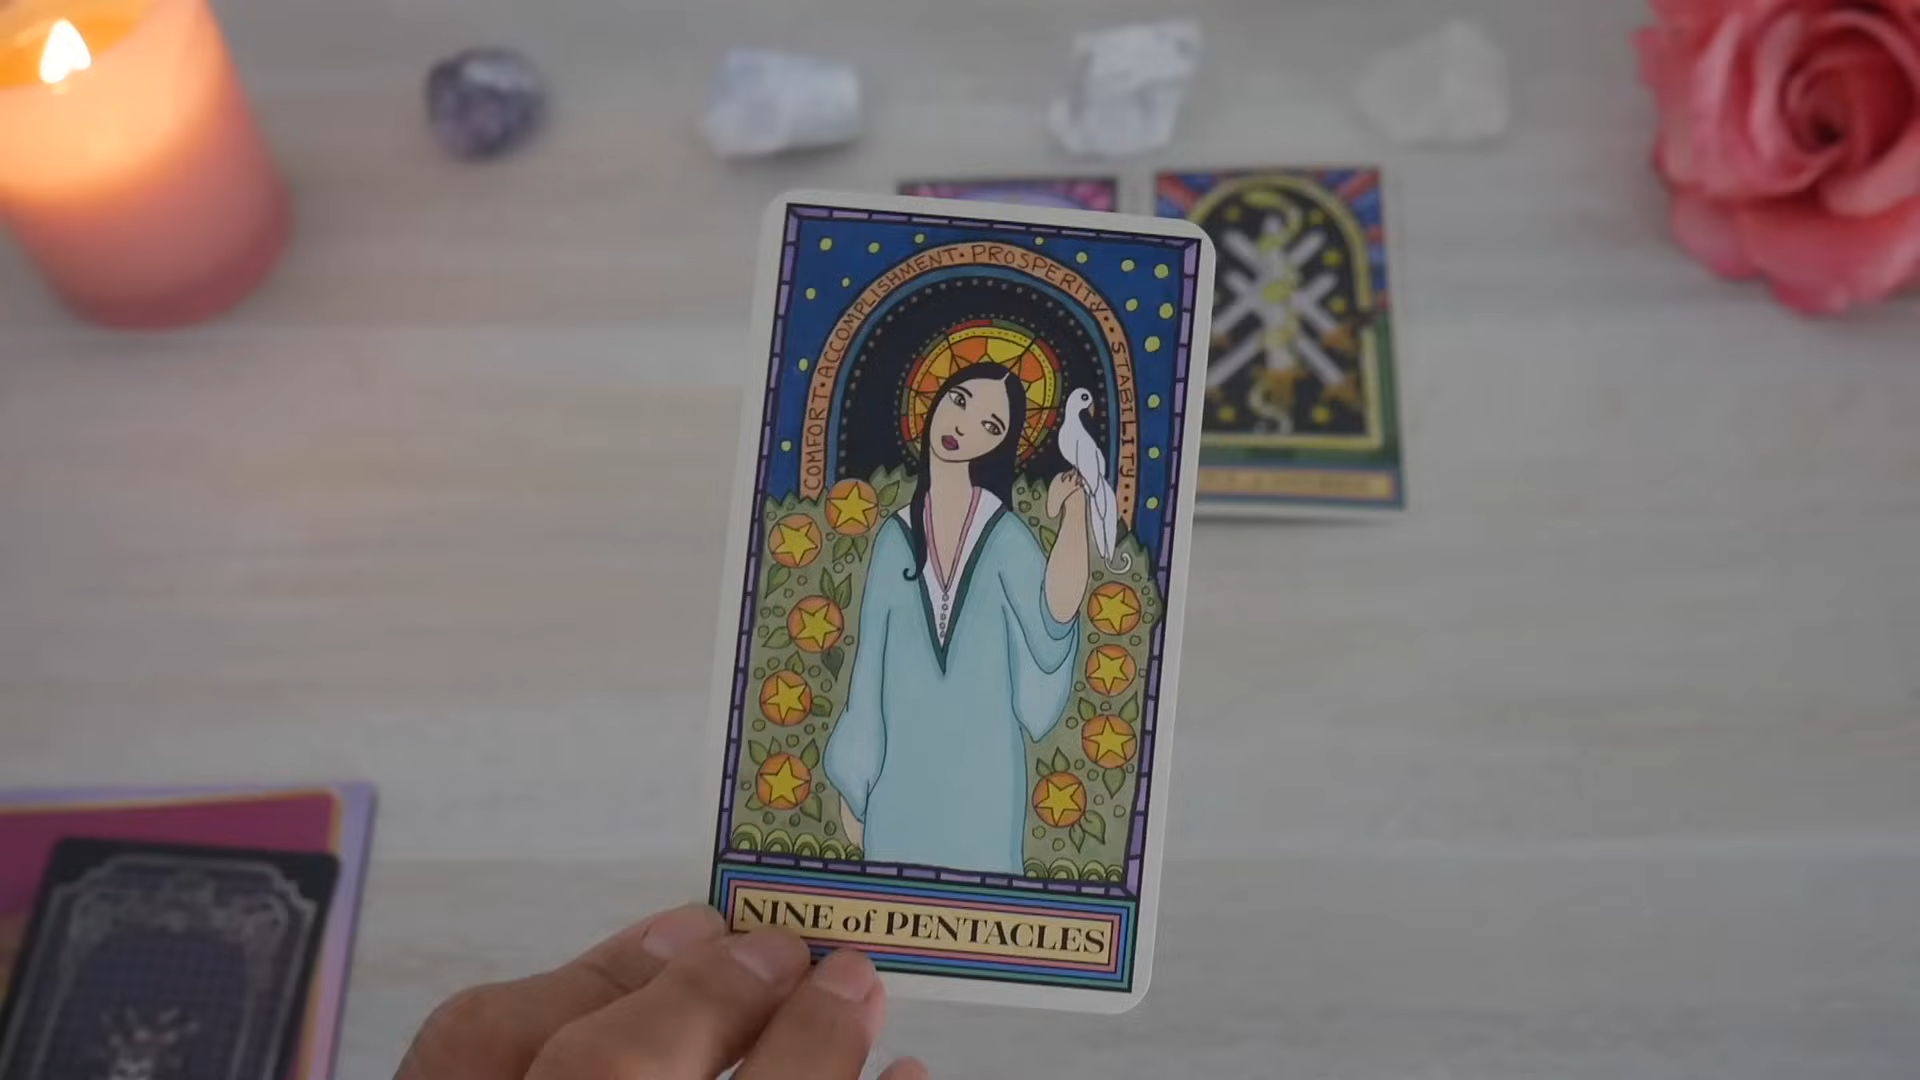 COMFORT · ACCOMPLISHMENT · PROSPERITY · STABILITY ·
NINE of PENTACLES